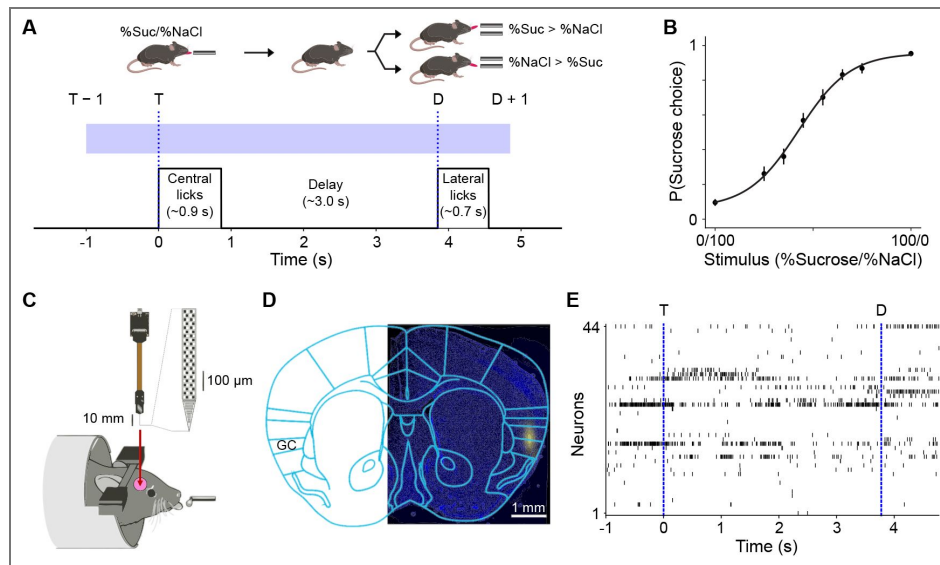 A
%Suc/%NaCl
%Suc > %NaCl
%NaCl > %Suc
T − 1
T
D
D + 1
Central
licks
(~0.9 s)
Delay
(~3.0 s)
Lateral
licks
(~0.7 s)
-1
0
1
2
3
4
5
Time (s)
B
P(Sucrose choice)
1
0
0/100
100/0
Stimulus (%Sucrose/%NaCl)
C
100 µm
10 mm
D
GC
1 mm
E
T
D
Neurons
44
1
-1
0
1
2
3
4
Time (s)